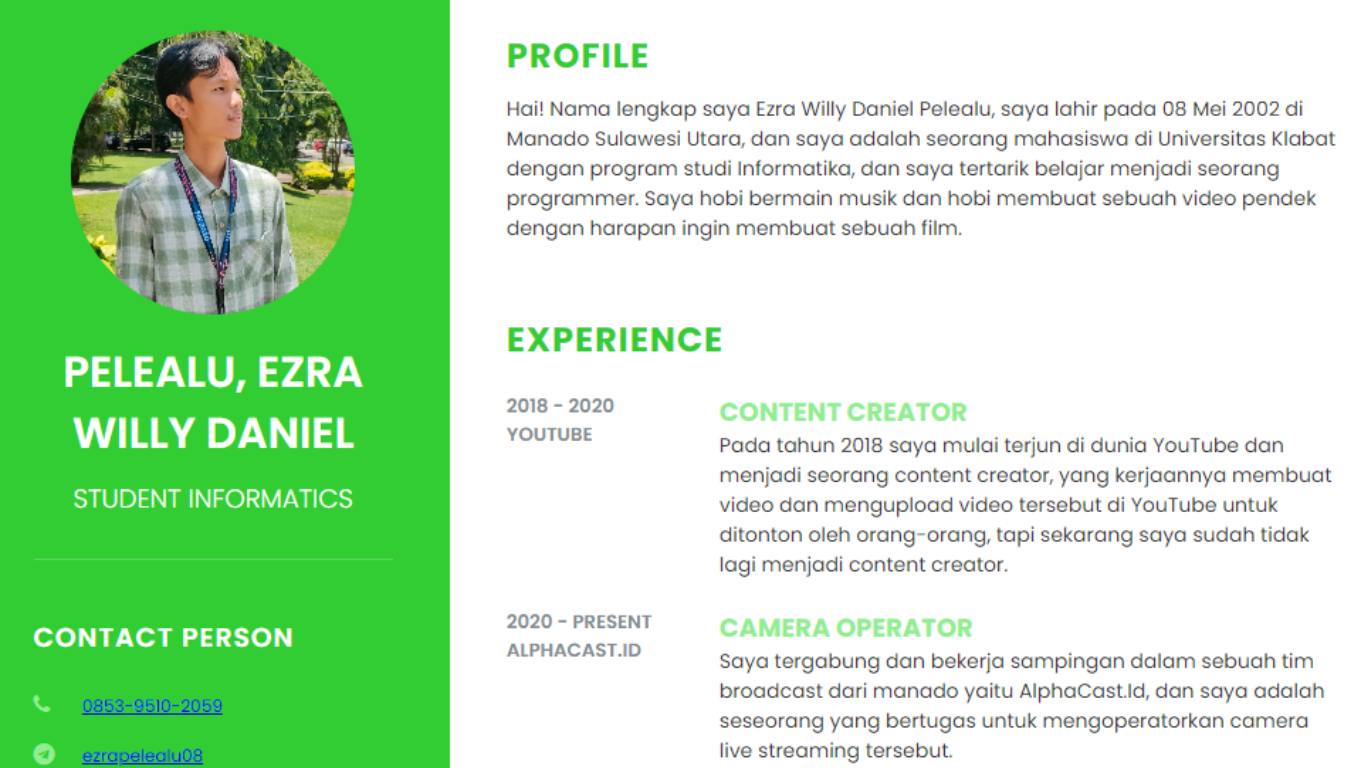 PELEALU, EZRA
WILLY DANIEL
STUDENT INFORMATICS
CONTACT PERSON
0853-9510-2059
ezrapelealu08
PROFILE
Hai! Nama lengkap saya Ezra Willy Daniel Pelealu, saya lahir pada 08 Mei 2002 di
Manado Sulawesi Utara, dan saya adalah seorang mahasiswa di Universitas Klabat
dengan program studi Informatika, dan saya tertarik belajar menjadi seorang
programmer. Saya hobi bermain musik dan hobi membuat sebuah video pendek
dengan harapan ingin membuat sebuah film.
EXPERIENCE
2018 - 2020
YOUTUBE
CONTENT CREATOR
Pada tahun 2018 saya mulai terjun di dunia YouTube dan
menjadi seorang content creator, yang kerjaannya membuat
video dan mengupload video tersebut di YouTube untuk
ditonton oleh orang-orang, tapi sekarang saya sudah tidak
lagi menjadi content creator.
2020 - PRESENT
ALPHACAST.ID
CAMERA OPERATOR
Saya tergabung dan bekerja sampingan dalam sebuah tim
broadcast dari manado yaitu AlphaCast.Id, dan saya adalah
seseorang yang bertugas untuk mengoperatorkan camera
live streaming tersebut.